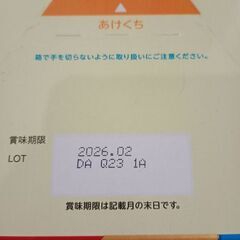 あけくち
箱で手を切らないように取り扱いにご注意ください。
賞味期限
2026.02
LOT
DA Q23 1A
賞味期限は記載月の末日です。